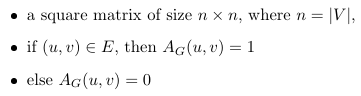 • a square matrix of size n × n, where n = |V|,
• if (u, v) ∈ E, then A_G(u, v) = 1
• else A_G(u, v) = 0